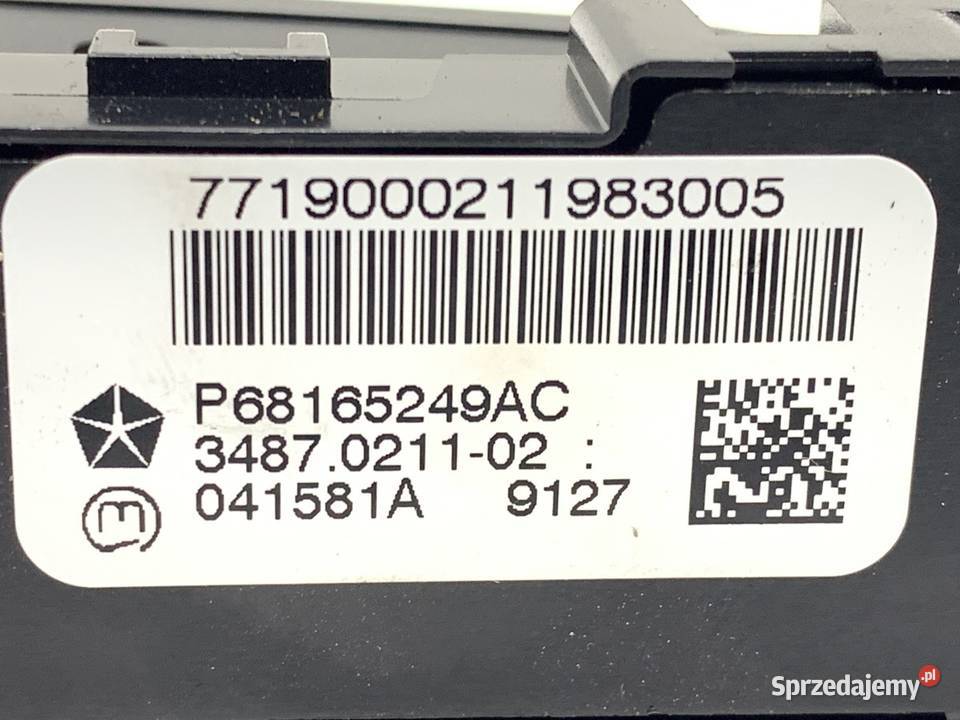 7719000211983005
P68165249AC
3487.0211-02 :
041581A 9127
m
Sprzedajemy.pl